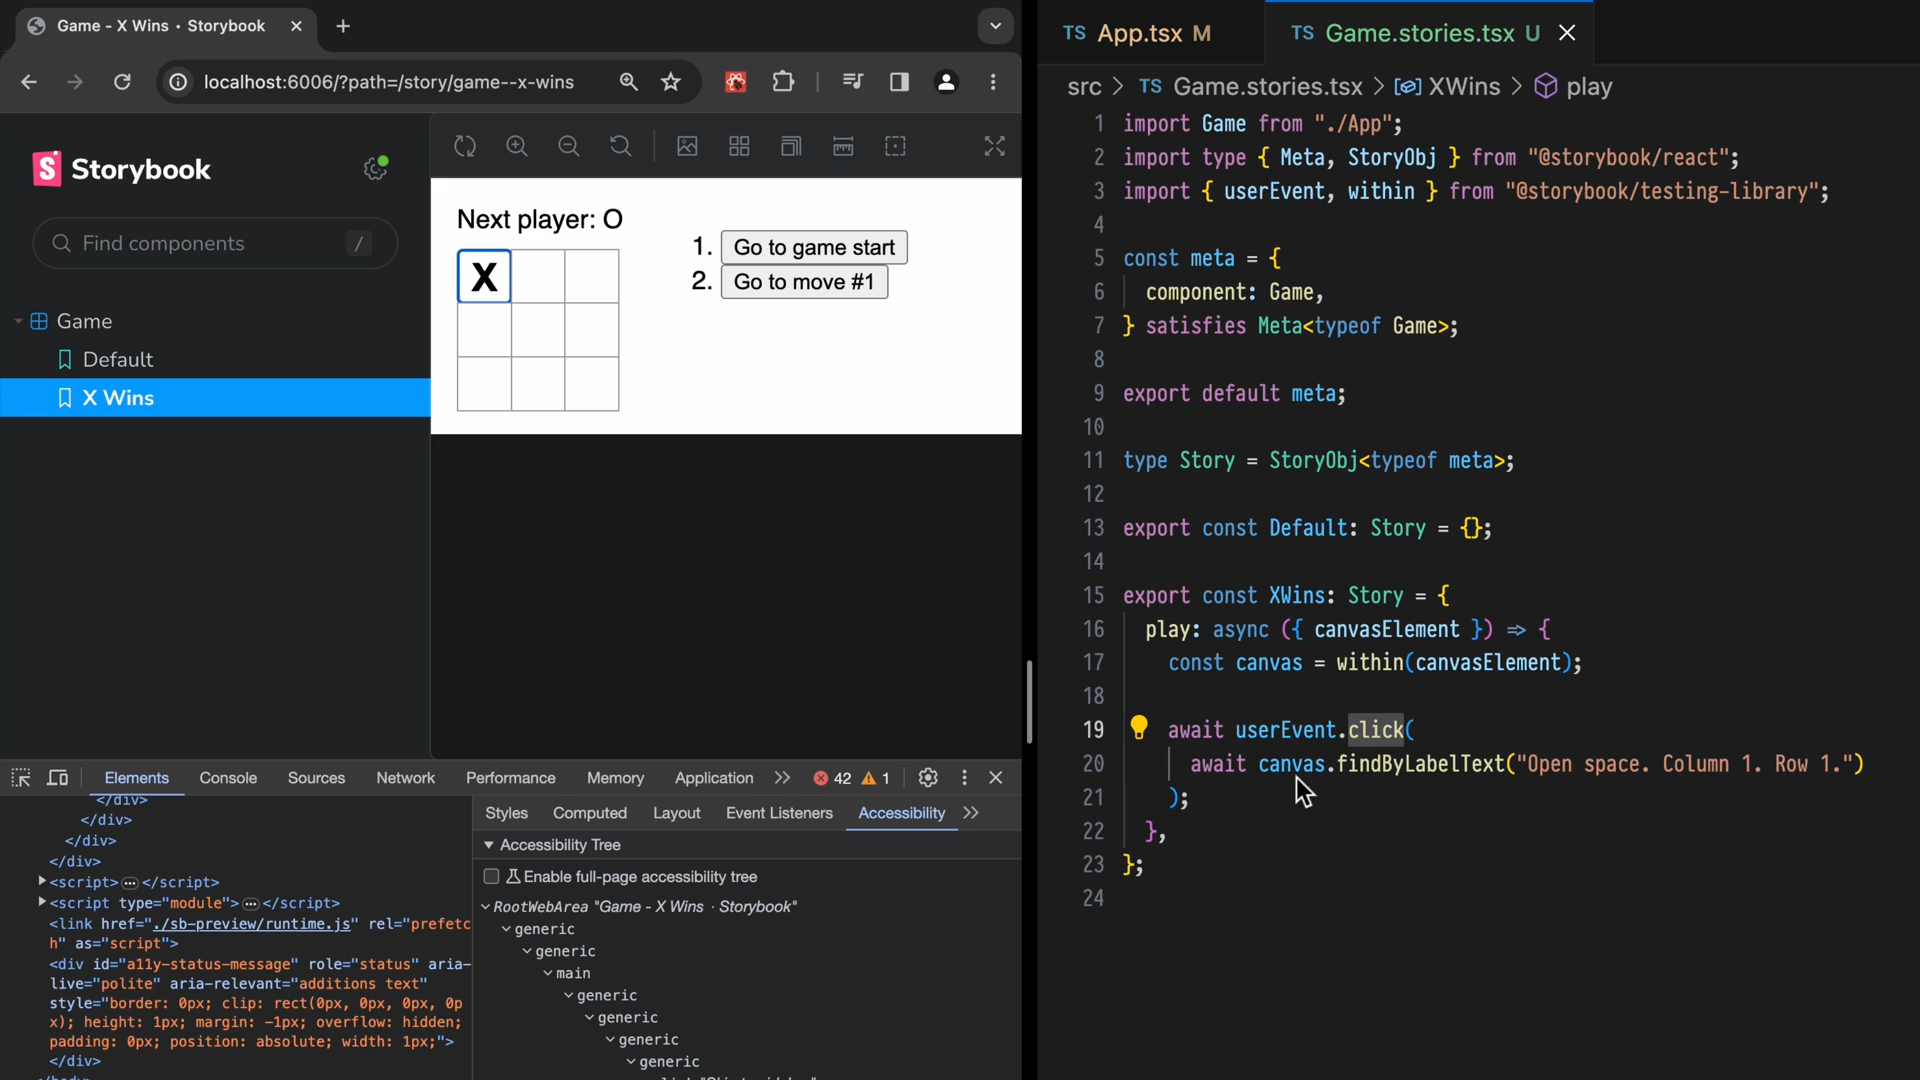 Game - X Wins • Storybook
localhost:6006/?path=/story/game--x-wins
Storybook
Find components
/
Game
Default
X Wins
Next player: O
X
1. Go to game start
2. Go to move #1
Elements Console Sources Network Performance Memory Application 42 1
</div>
</div>
</div>
</div>
<script>…</script>
<script type="module">…</script>
<link href="./sb-preview/runtime.js" rel="prefetc
h" as="script">
<div id="a11y-status-message" role="status" aria-
live="polite" aria-relevant="additions text"
style="border: 0px; clip: rect(0px, 0px, 0px, 0p
x); height: 1px; margin: -1px; overflow: hidden;
padding: 0px; position: absolute; width: 1px;">
</div>
Styles Computed Layout Event Listeners Accessibility
Accessibility Tree
Enable full-page accessibility tree
RootWebArea "Game - X Wins · Storybook"
generic
generic
main
generic
generic
generic
generic
TS App.tsx M
TS Game.stories.tsx U
src > TS Game.stories.tsx > XWins > play
1 import Game from "./App";
2 import type { Meta, StoryObj } from "@storybook/react";
3 import { userEvent, within } from "@storybook/testing-library";
4
5 const meta = {
6 component: Game,
7 } satisfies Meta<typeof Game>;
8
9 export default meta;
10
11 type Story = StoryObj<typeof meta>;
12
13 export const Default: Story = {};
14
15 export const XWins: Story = {
16 play: async ({ canvasElement }) => {
17 const canvas = within(canvasElement);
18
19 await userEvent.click(
20 await canvas.findByLabelText("Open space. Column 1. Row 1.")
21 );
22 },
23 };
24